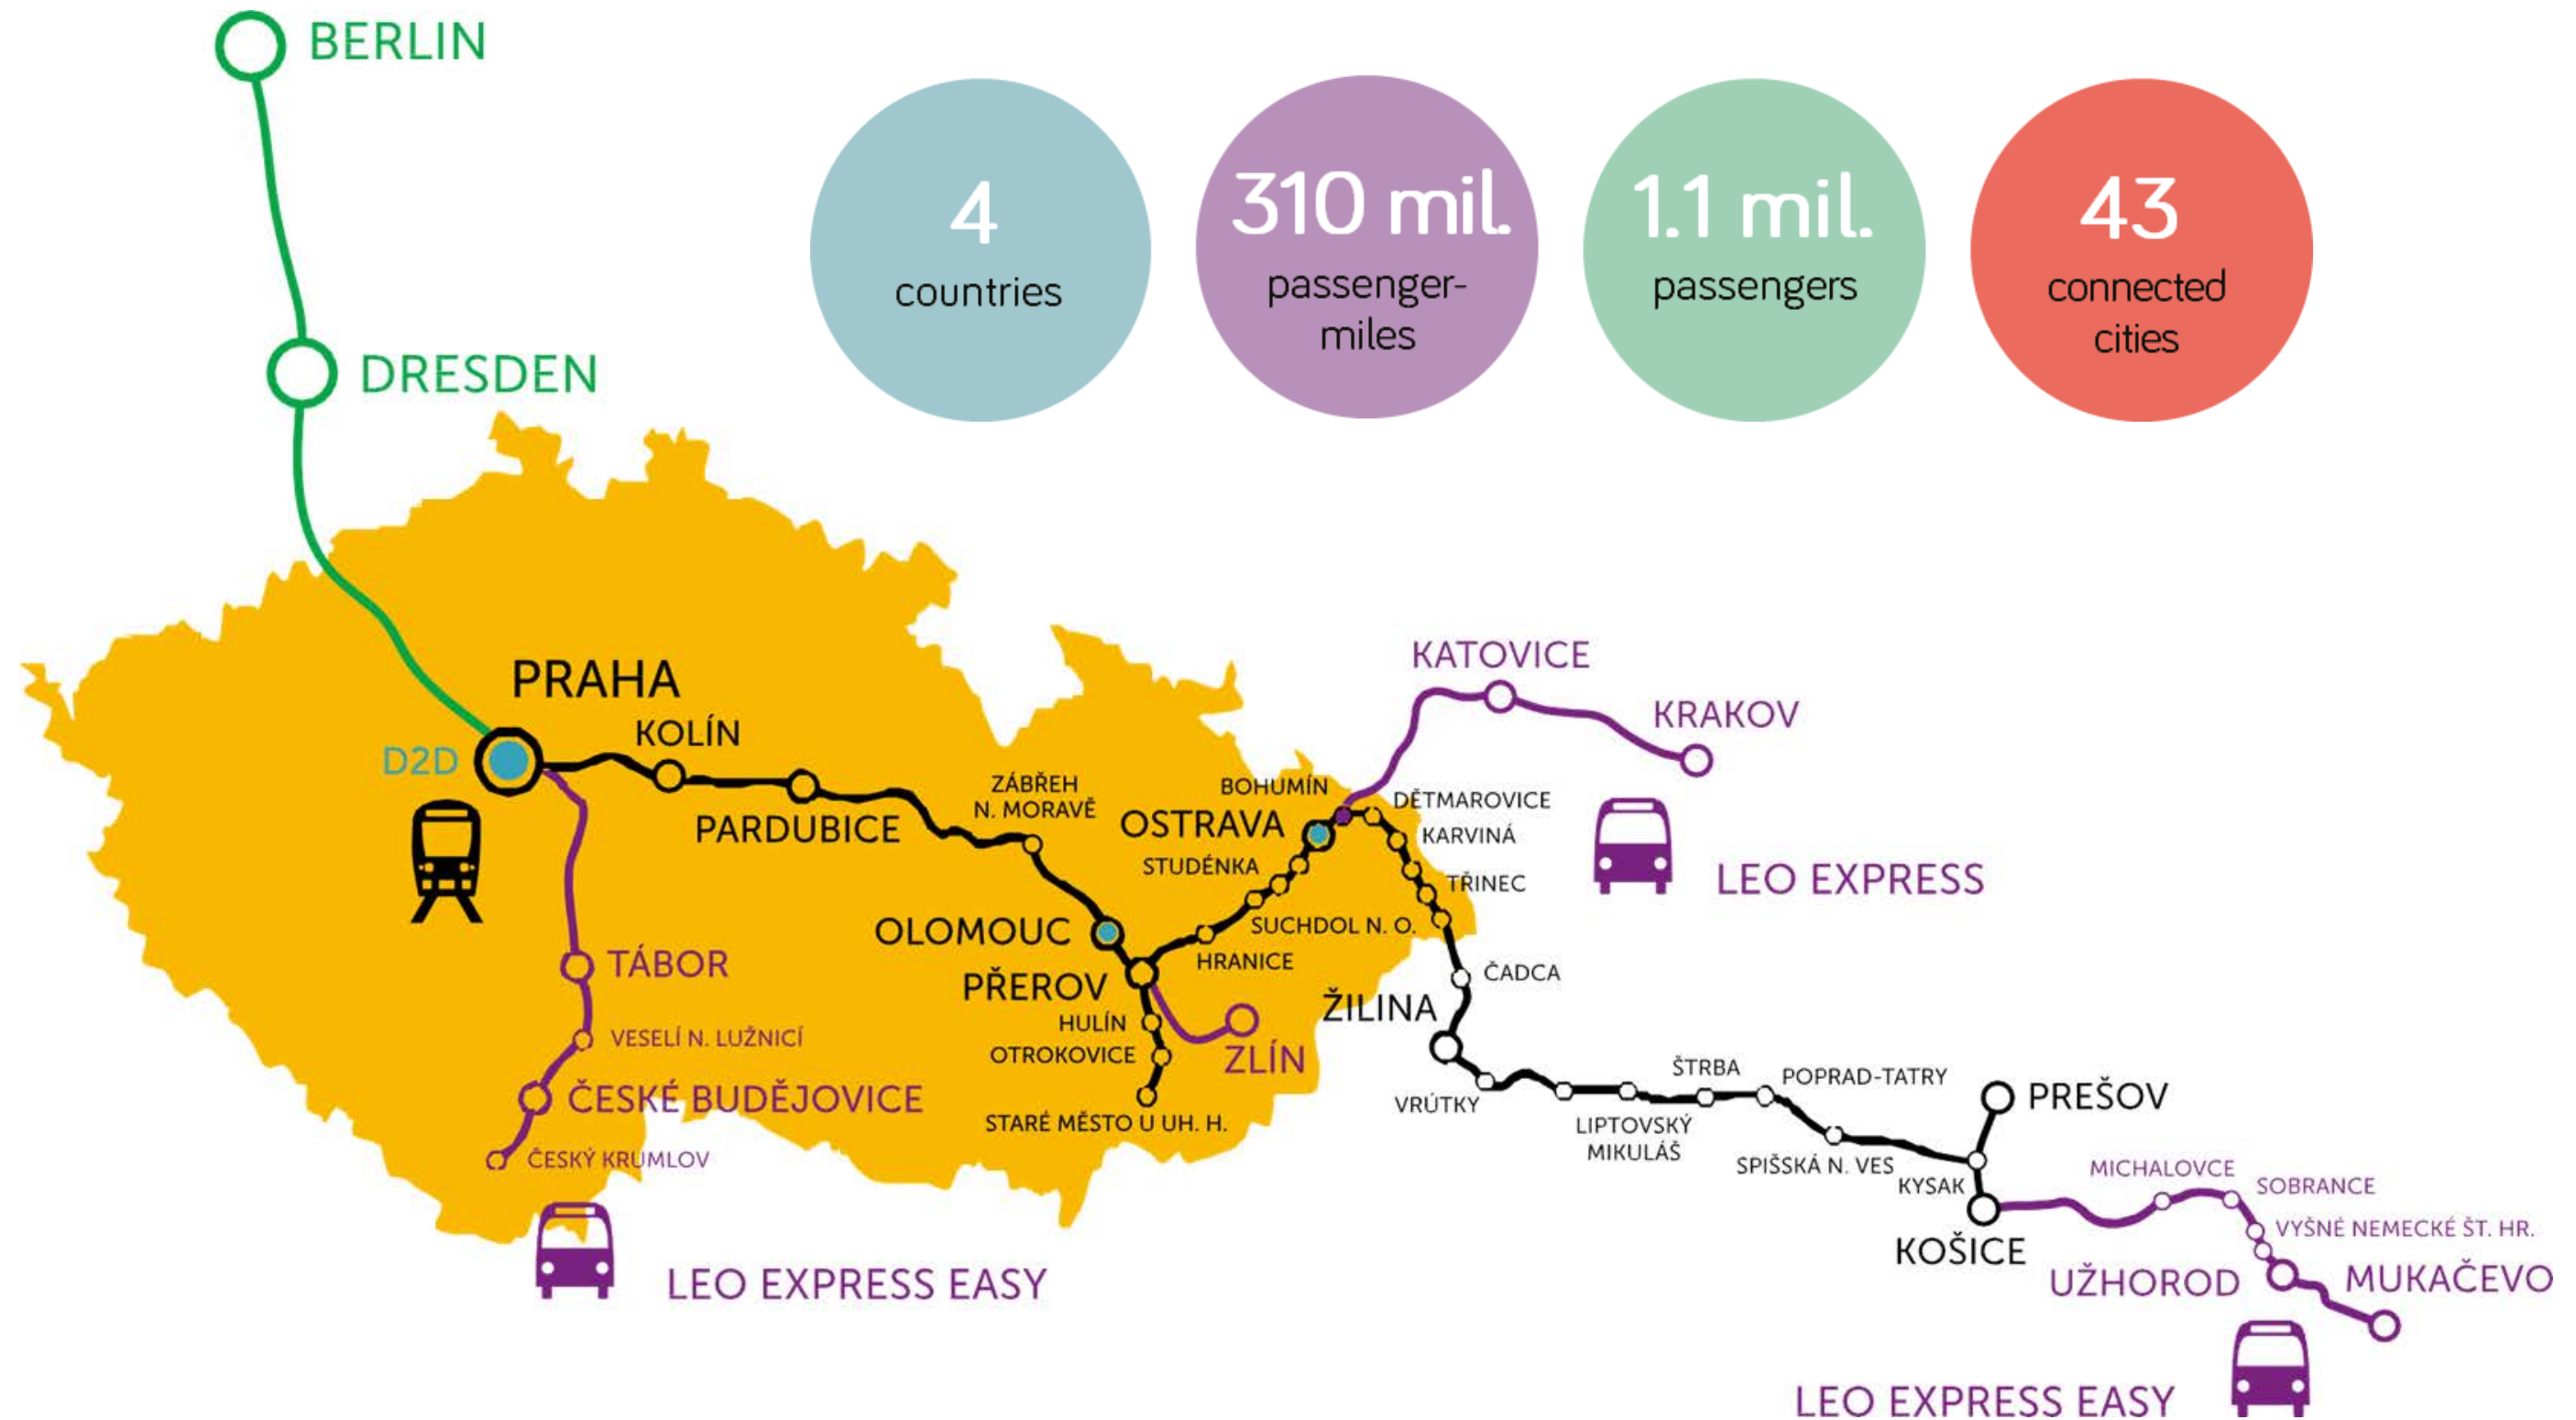 BERLIN
DRESDEN
4
countries
310 mil.
passenger-
miles
1.1 mil.
passengers
43
connected
cities
PRAHA
D2D
KOLÍN
PARDUBICE
ZÁBŘEH
N. MORAVĚ
OLOMOUC
PŘEROV
HULÍN
OTROKOVICE
STARÉ MĚSTO U UH. H.
ZLÍN
HRANICE
SUCHDOL N. O.
STUDÉNKA
OSTRAVA
BOHUMÍN
KATOVICE
KRAKOV
LEO EXPRESS
DĚTMAROVICE
KARVINÁ
TŘINEC
ČADCA
ŽILINA
VRÚTKY
LIPTOVSKÝ
MIKULÁŠ
ŠTRBA
POPRAD-TATRY
SPIŠSKÁ N. VES
KYSAK
PREŠOV
KOŠICE
MICHALOVCE
SOBRANCE
VYŠNÉ NEMECKÉ ŠT. HR.
UŽHOROD
MUKAČEVO
LEO EXPRESS EASY
TÁBOR
VESELÍ N. LUŽNICÍ
ČESKÉ BUDĚJOVICE
ČESKÝ KRUMLOV
LEO EXPRESS EASY